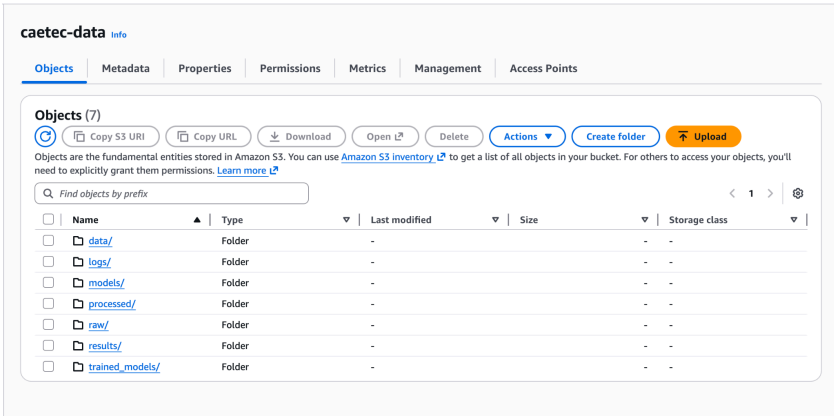 caetec-data Info
Objects Metadata Properties Permissions Metrics Management Access Points
Objects (7)
Copy S3 URI Copy URL Download Open Delete Actions Create folder Upload
Objects are the fundamental entities stored in Amazon S3. You can use Amazon S3 inventory to get a list of all objects in your bucket. For others to access your objects, you'll
need to explicitly grant them permissions. Learn more
Find objects by prefix 1
Name Type Last modified Size Storage class
data/ Folder - - -
logs/ Folder - - -
models/ Folder - - -
processed/ Folder - - -
raw/ Folder - - -
results/ Folder - - -
trained_models/ Folder - - -